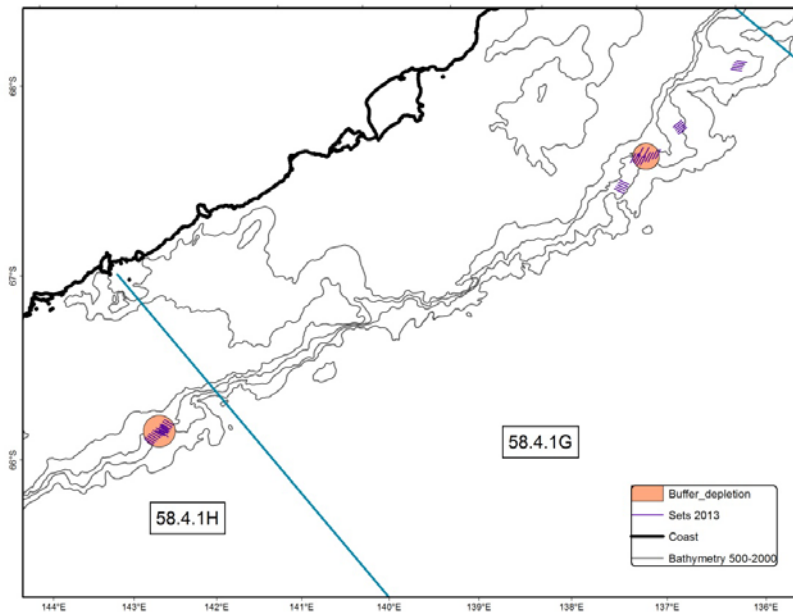 68°S
67°S
66°S
58.4.1G
58.4.1H
Buffer_depletion
Sets 2013
Coast
Bathymetry 500-2000
144°E 143°E 142°E 141°E 140°E 139°E 138°E 137°E 136°E